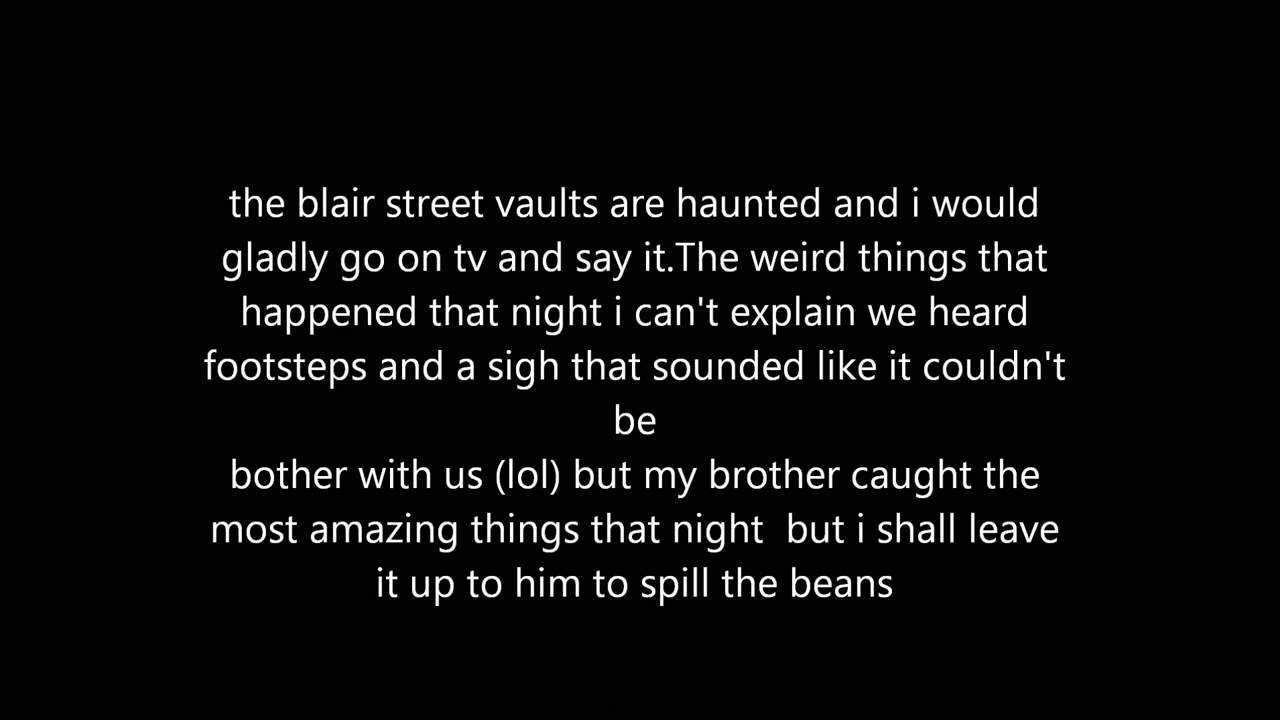 the blair street vaults are haunted and i would
gladly go on tv and say it.The weird things that
happened that night i can't explain we heard
footsteps and a sigh that sounded like it couldn't
be
bother with us (lol) but my brother caught the
most amazing things that night  but i shall leave
it up to him to spill the beans